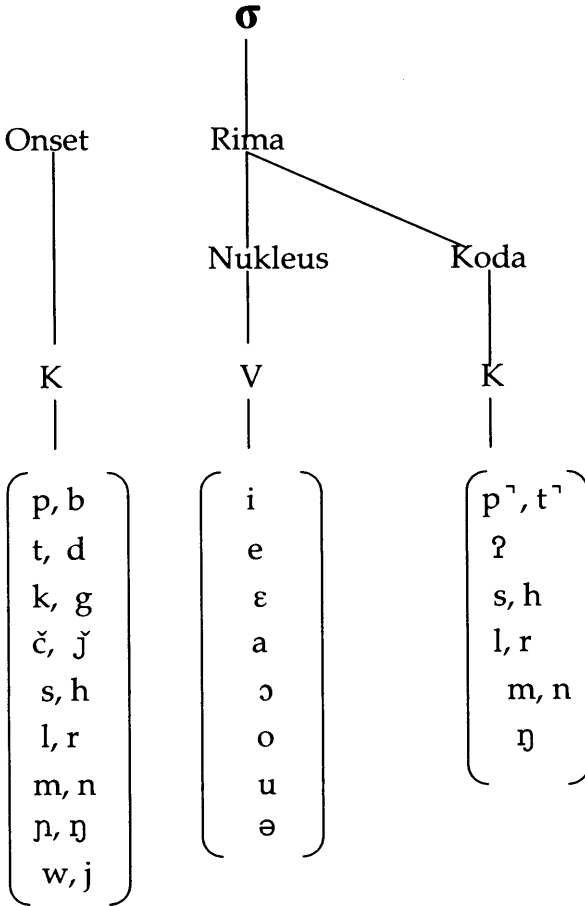 σ
Onset Rima
Nukleus Koda
K V K
p, b i p̚, t̚
t, d e ʔ
k, g ɛ s, h
č, ǰ a l, r
s, h ɔ m, n
l, r o ŋ
m, n u
ɲ, ŋ ə
w, j